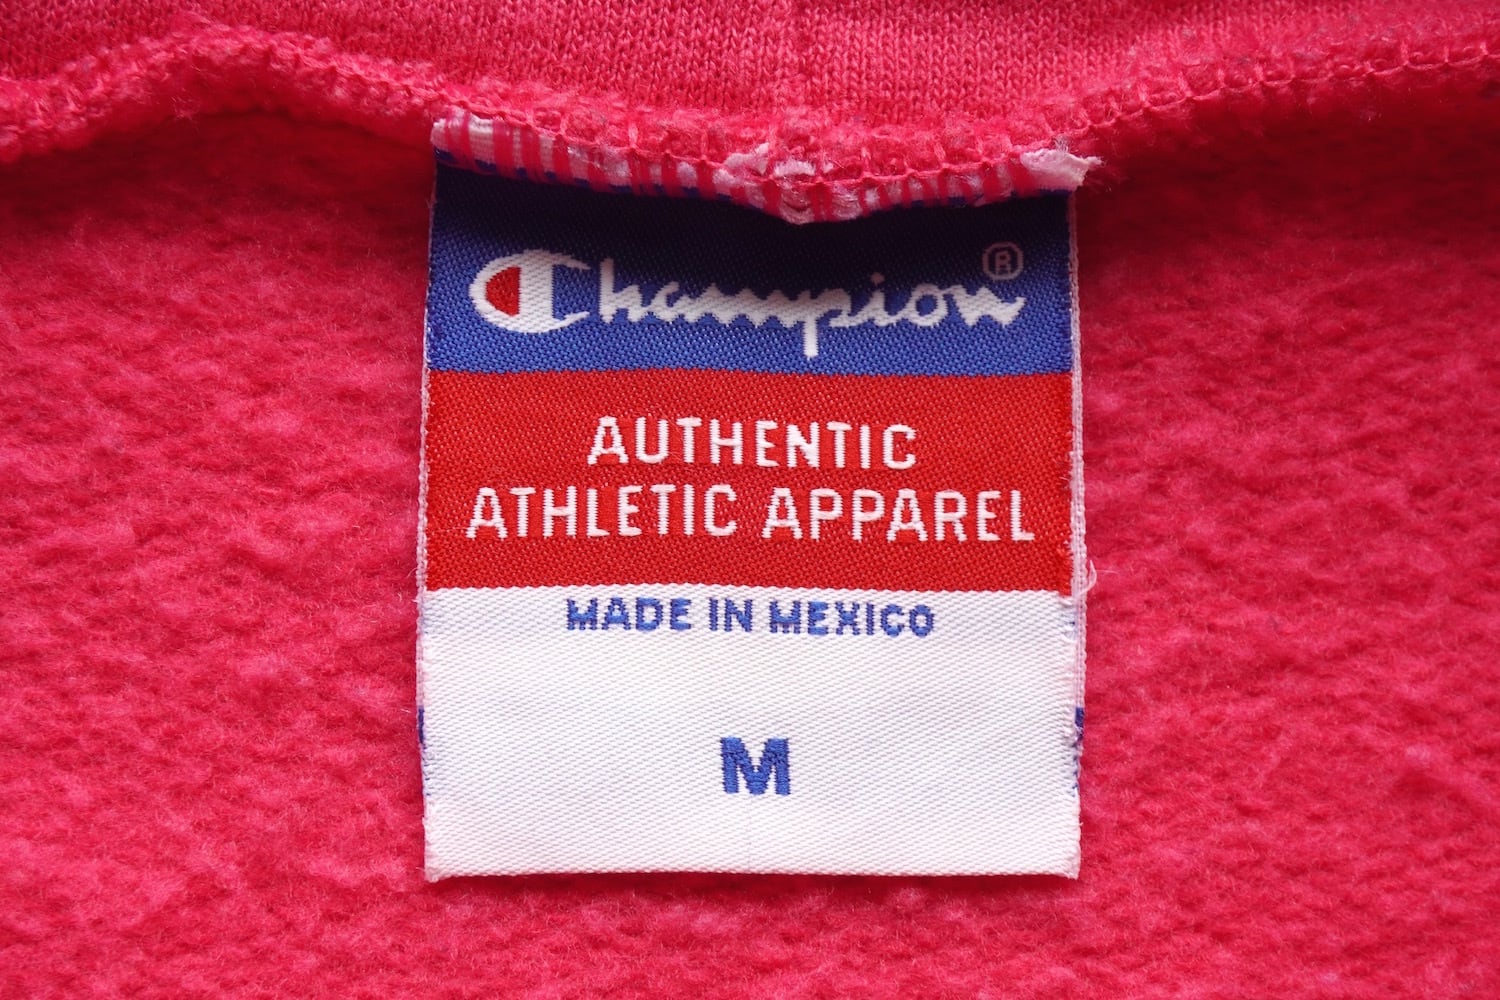 Champion®
AUTHENTIC
ATHLETIC APPAREL
MADE IN MEXICO
M